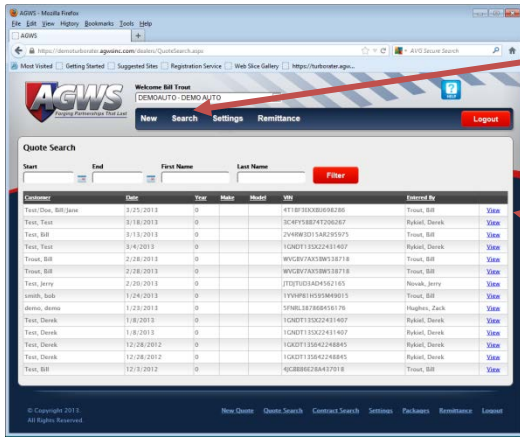 AGWS - Mozilla Firefox
File Edit View History Bookmarks Tools Help
AGWS
https://demoturborater.agwsinc.com/dealers/QuoteSearch.aspx
AVG Secure Search
Most Visited Getting Started Suggested Sites Registration Service Web Slice Gallery https://turborater.agw...
AGWS
Forging Partnerships That Last
Welcome Bill Trout
DEMOAUTO - DEMO AUTO
HELP
New Search Settings Remittance Logout
Quote Search
Start End First Name Last Name
Filter
Customer Date Year Make Model VIN Entered By
Test/Doe, Bill/Jane 3/25/2013 0 4T1BF3EKXBU698286 Trout, Bill View
Test, Test 3/18/2013 0 3C4FY58B74T206267 Rykiel, Derek View
Test, Bill 3/13/2013 0 2V4RW3D15AR295975 Trout, Bill View
Test, Test 3/4/2013 0 1GNDT13SX22431407 Rykiel, Derek View
Trout, Bill 2/28/2013 0 WVGBV7AX5BW538718 Trout, Bill View
Trout, Bill 2/28/2013 0 WVGBV7AX5BW538718 Trout, Bill View
Test, Jerry 2/20/2013 0 JTDJTUD3AD4562165 Novak, Jerry View
smith, bob 1/24/2013 0 1YVHP81H595M49015 Trout, Bill View
demo, demo 1/23/2013 0 5FNRL38786B456176 Hughes, Zack View
Test, Derek 1/8/2013 0 1GNDT13SX22431407 Rykiel, Derek View
Test, Derek 1/8/2013 0 1GNDT13SX22431407 Rykiel, Derek View
Test, Derek 12/28/2012 0 1GKDT13S642248845 Rykiel, Derek View
Test, Derek 12/28/2012 0 1GKDT13S642248845 Rykiel, Derek View
Test, Bill 12/3/2012 0 4JGBB86E28A437018 Trout, Bill View
© Copyright 2013.
All Rights Reserved
New Quote Quote Search Contract Search Settings Packages Remittance Logout